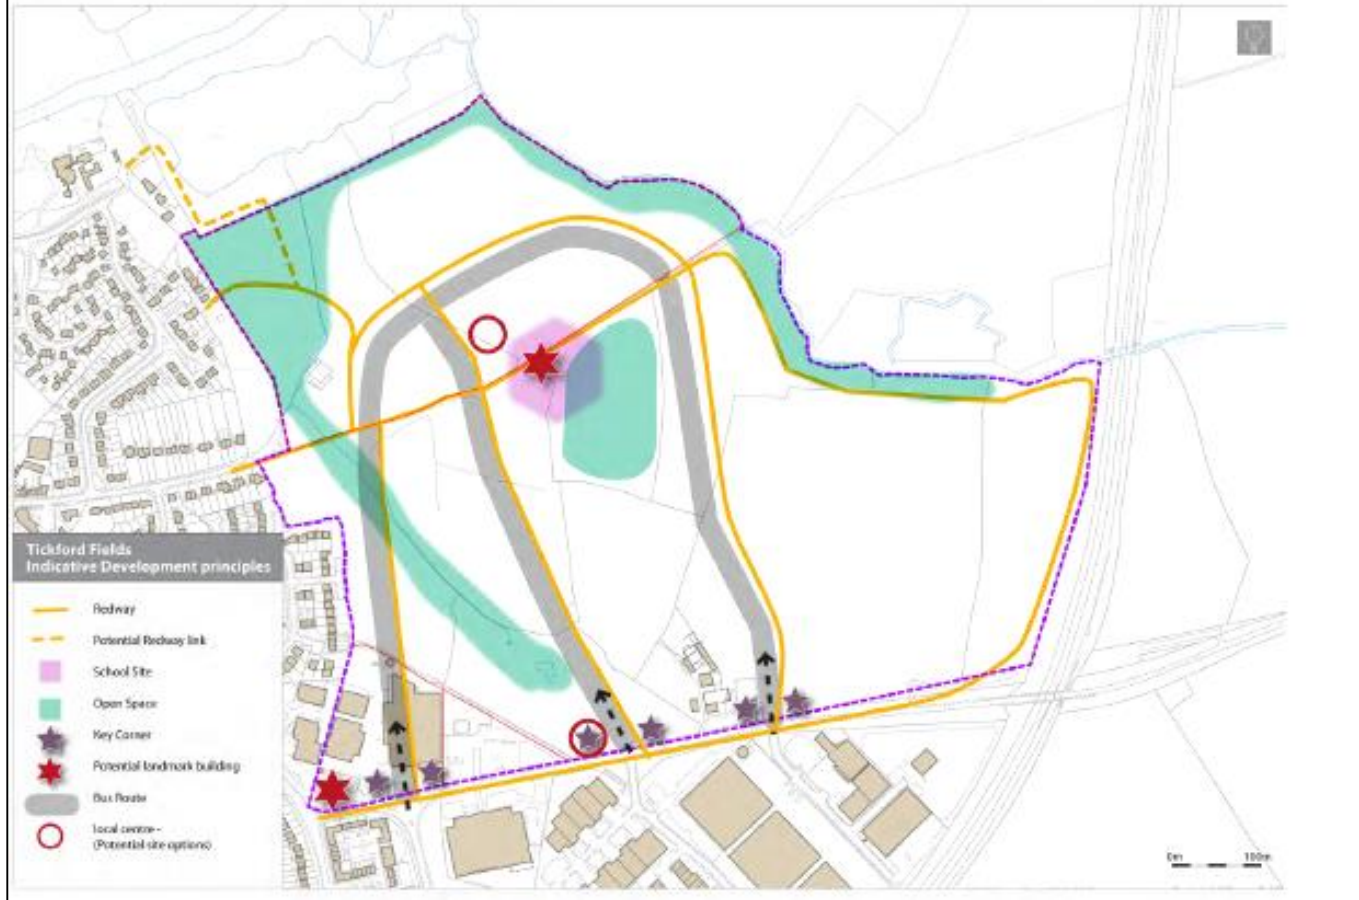 Tickford Fields
Indicative Development principles
Redway
Potential Redway link
School Site
Open Space
Key Corner
Potential landmark building
Bus Route
local centre -
(Potential site options)
0m 100m